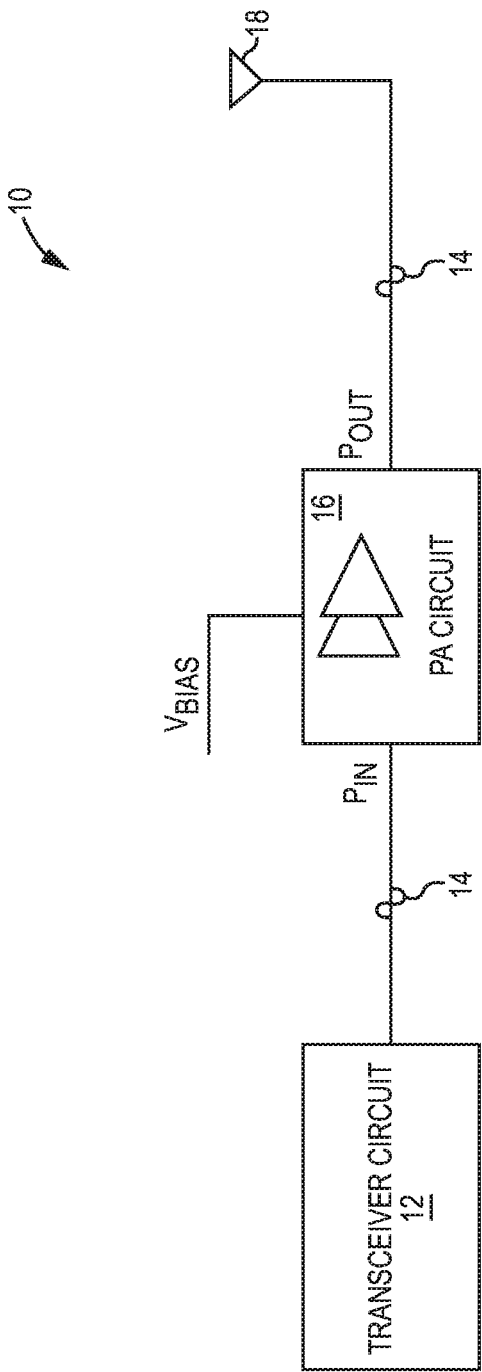 10
18
V_BIAS
TRANSCEIVER CIRCUIT
12
14
P_IN
16
PA CIRCUIT
P_OUT
14